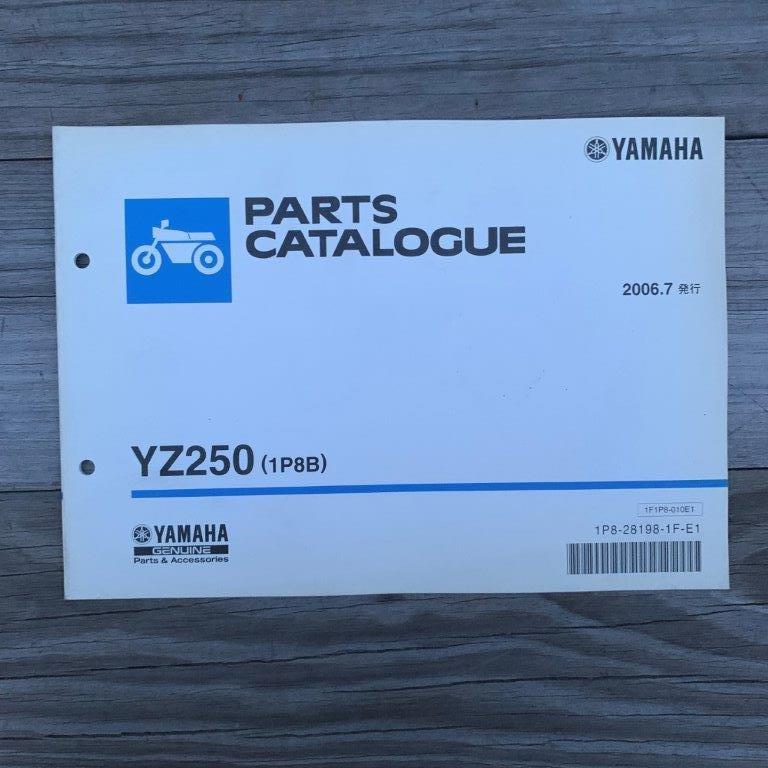 YAMAHA
PARTS
CATALOGUE
2006.7 発行
YZ250 (1P8B)
1F1P8-010E1
1P8-28198-1F-E1
YAMAHA
GENUINE
Parts & Accessories